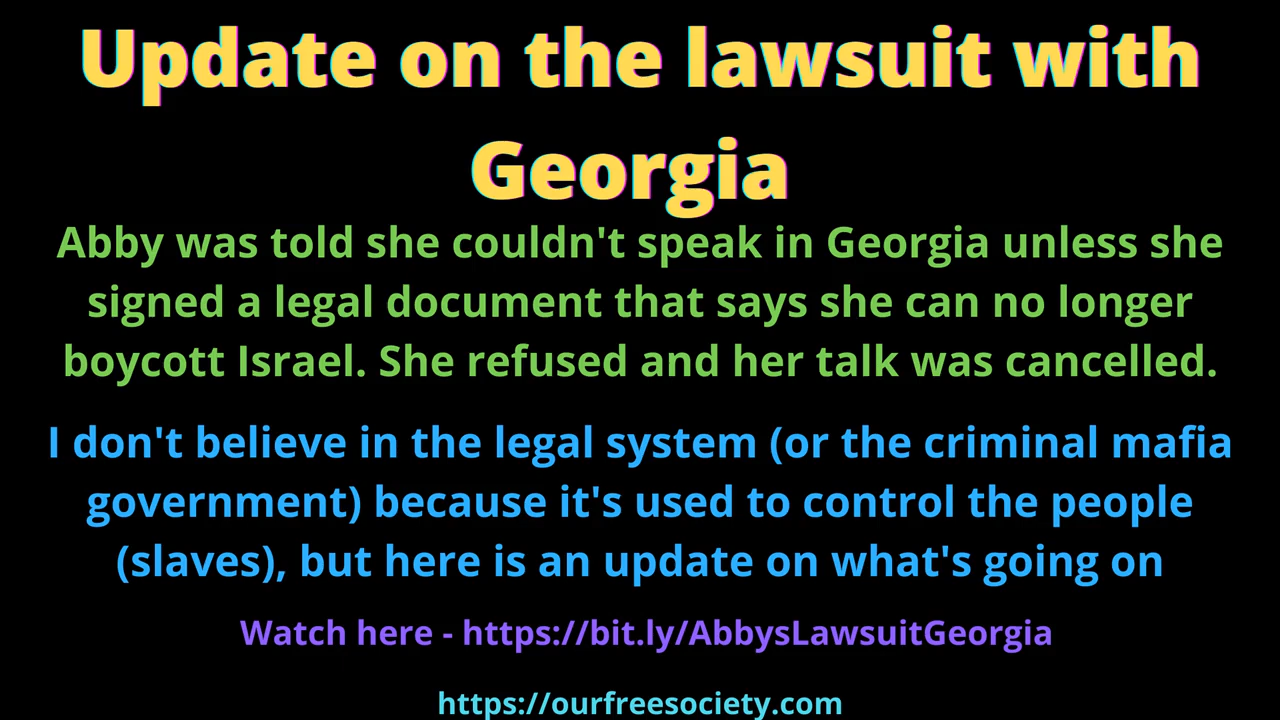 Update on the lawsuit with
Georgia
Abby was told she couldn't speak in Georgia unless she
signed a legal document that says she can no longer
boycott Israel. She refused and her talk was cancelled.
I don't believe in the legal system (or the criminal mafia
government) because it's used to control the people
(slaves), but here is an update on what's going on
Watch here - https://bit.ly/AbbysLawsuitGeorgia
https://ourfreesociety.com